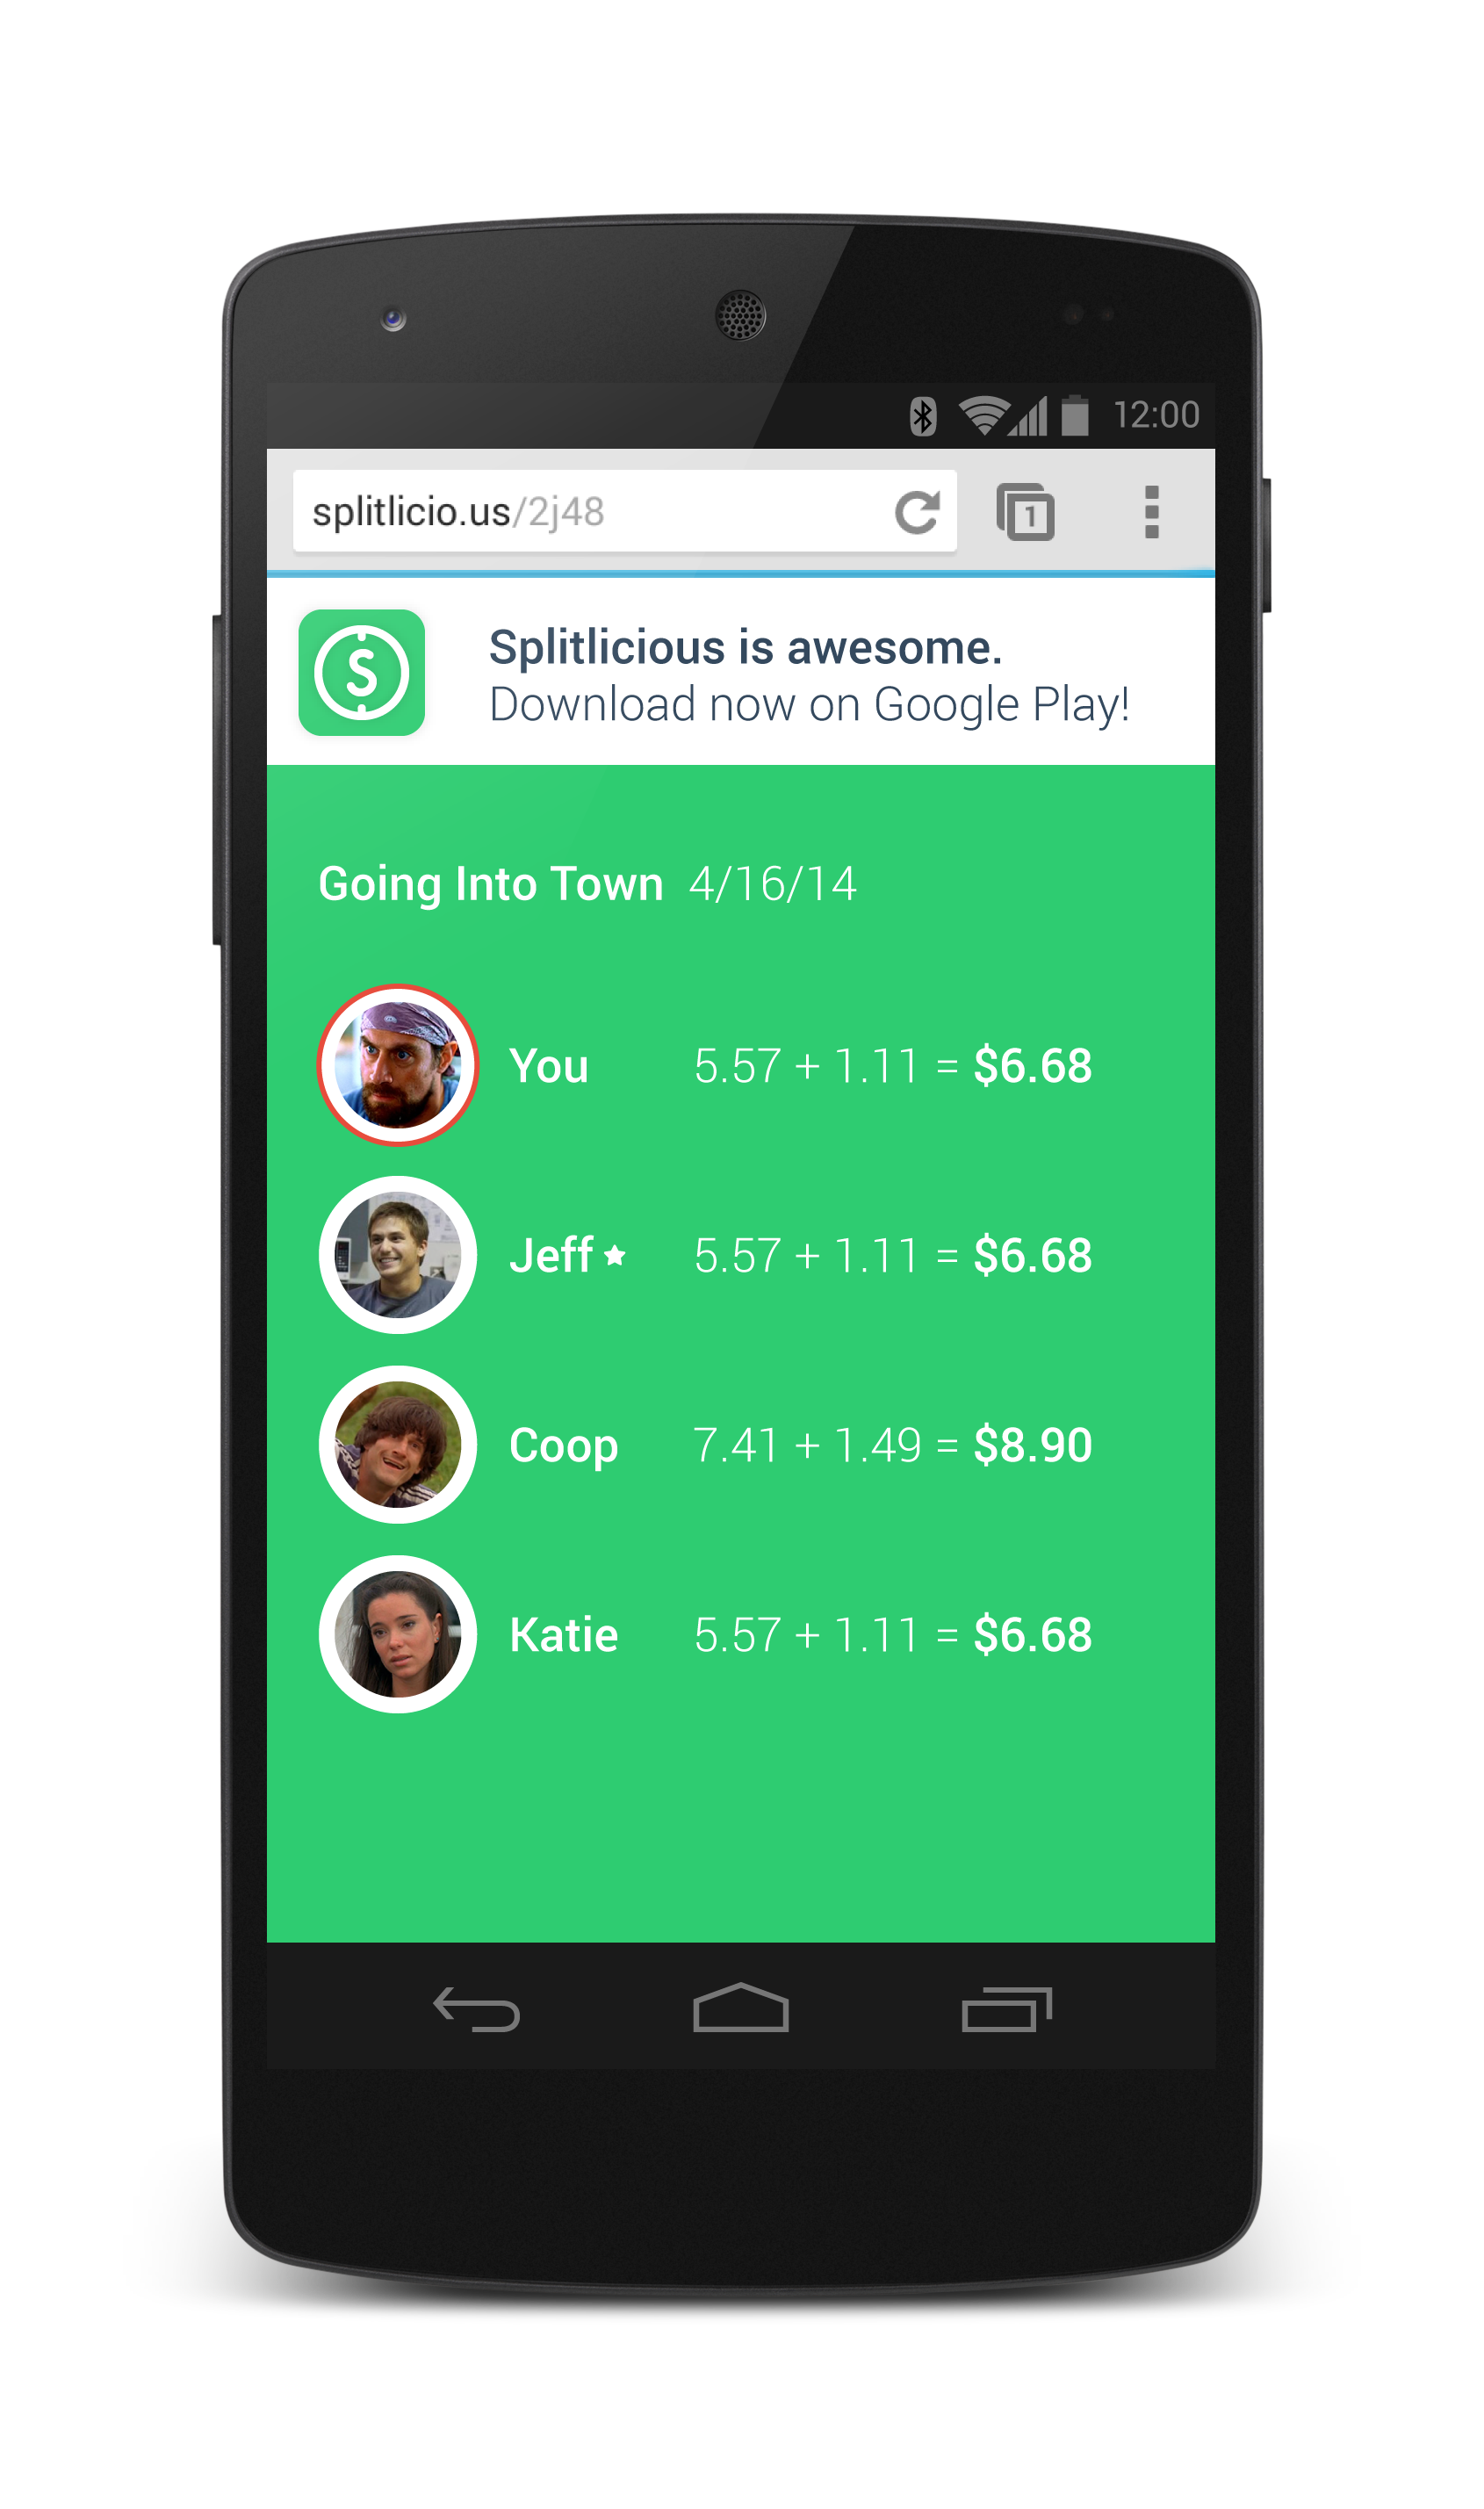 12:00
splitlicio.us/2j48
1
S
Splitlicious is awesome.
Download now on Google Play!
Going Into Town 4/16/14
You 5.57 + 1.11 = $6.68
Jeff 5.57 + 1.11 = $6.68
Coop 7.41 + 1.49 = $8.90
Katie 5.57 + 1.11 = $6.68